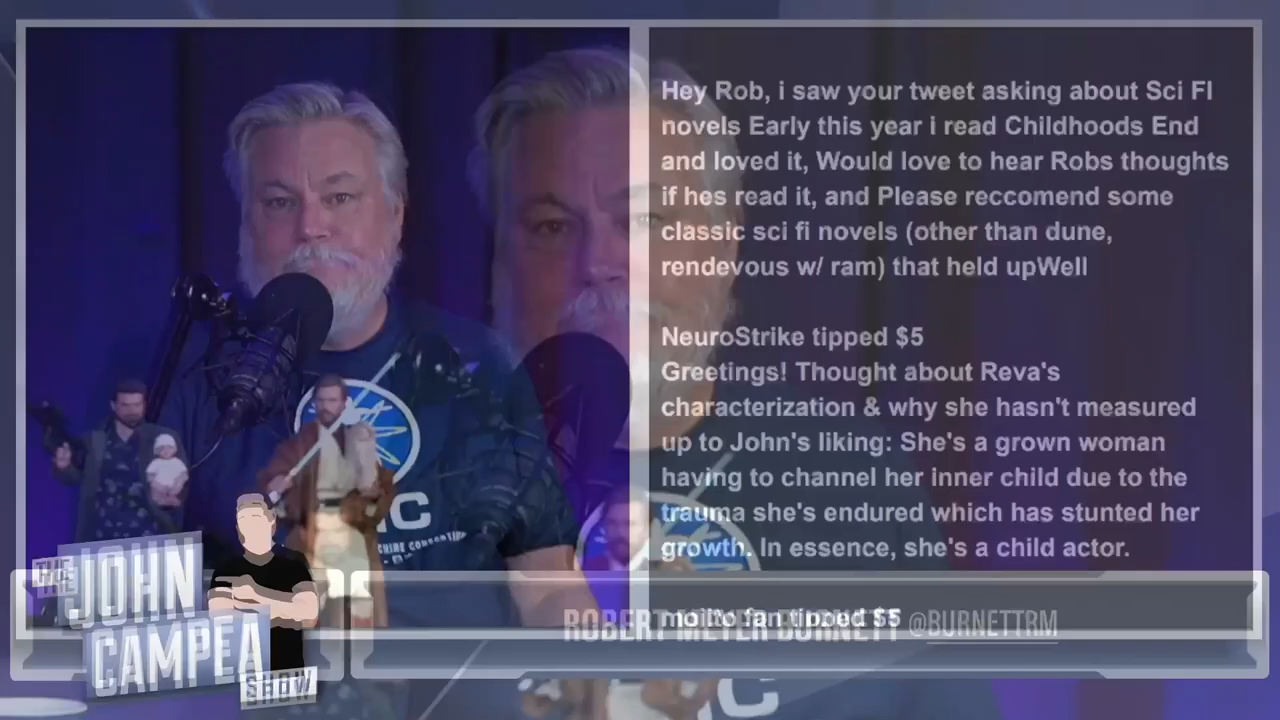 Hey Rob, i saw your tweet asking about Sci FI
novels Early this year i read Childhoods End
and loved it, Would love to hear Robs thoughts
if hes read it, and Please reccomend some
classic sci fi novels (other than dune,
rendevous w/ ram) that held upWell
NeuroStrike tipped $5
Greetings! Thought about Reva's
characterization & why she hasn't measured
up to John's liking: She's a grown woman
having to channel her inner child due to the
trauma she's endured which has stunted her
growth. In essence, she's a child actor.
fan tipped $5
ROBERT MEYER BURNETT @BURNETTRM
THE
JOHN
CAMPEA
SHOW